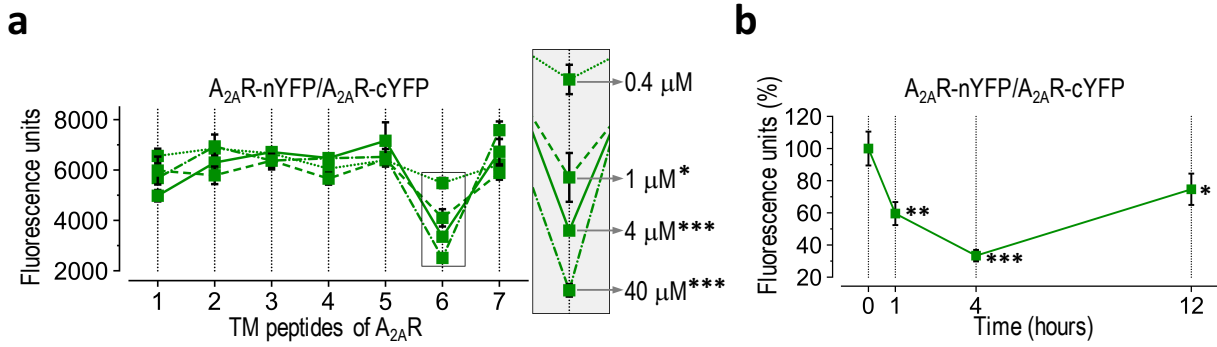 a
A2AR-nYFP/A2AR-cYFP
Fluorescence units
8000
6000
4000
2000
1 2 3 4 5 6 7
TM peptides of A2AR
0.4 μM
1 μM*
4 μM***
40 μM***
b
A2AR-nYFP/A2AR-cYFP
Fluorescence units (%)
120
100
80
60
40
20
**
***
*
0 1 4 12
Time (hours)